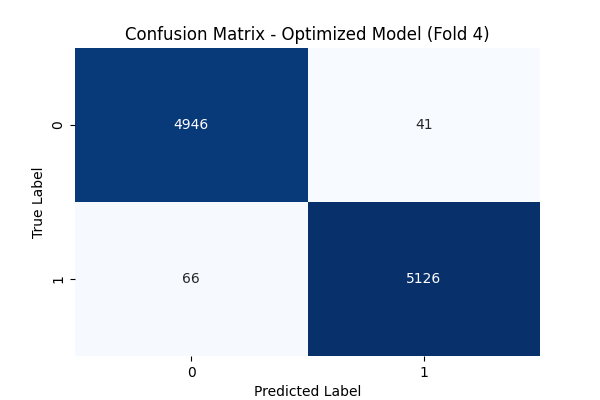 Confusion Matrix - Optimized Model (Fold 4)
True Label
0
4946
41
1
66
5126
0
1
Predicted Label